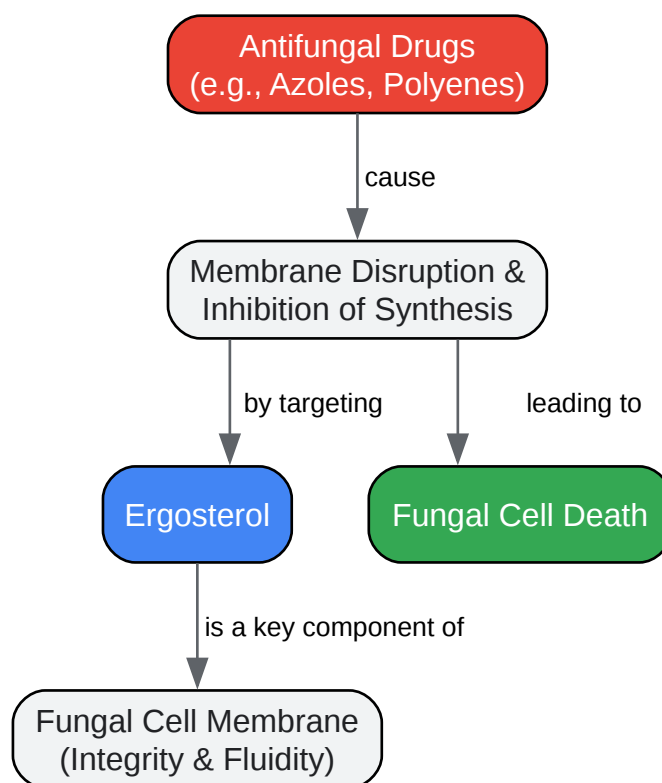 Antifungal Drugs
(e.g., Azoles, Polyenes)
cause
Membrane Disruption &
Inhibition of Synthesis
by targeting
leading to
Ergosterol
Fungal Cell Death
is a key component of
Fungal Cell Membrane
(Integrity & Fluidity)